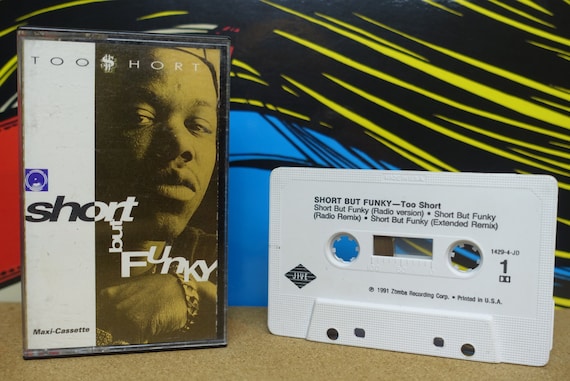 TOO $HORT
short
but
Funky
Maxi-Cassette
SHORT BUT FUNKY—Too Short
Short But Funky (Radio version) • Short But Funky
(Radio Remix) • Short But Funky (Extended Remix)
1429-4-JD
1
JIVE
℗ 1991 Zomba Recording Corp. • Printed in U.S.A.